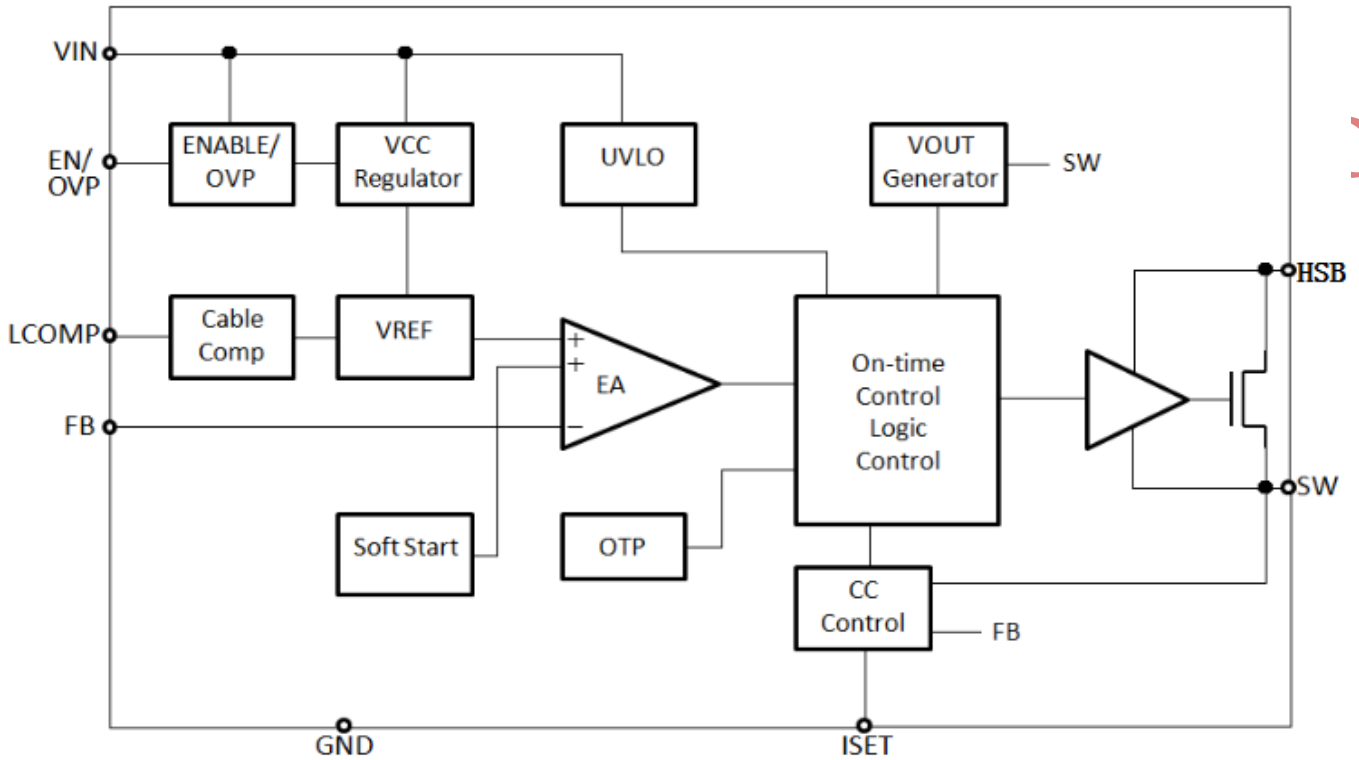 VIN
EN/
OVP
ENABLE/
OVP
VCC
Regulator
UVLO
VOUT
Generator
SW
HSB
LCOMP
Cable
Comp
VREF
+
+
EA
−
On-time
Control
Logic
Control
FB
SW
Soft Start
OTP
CC
Control
FB
GND
ISET